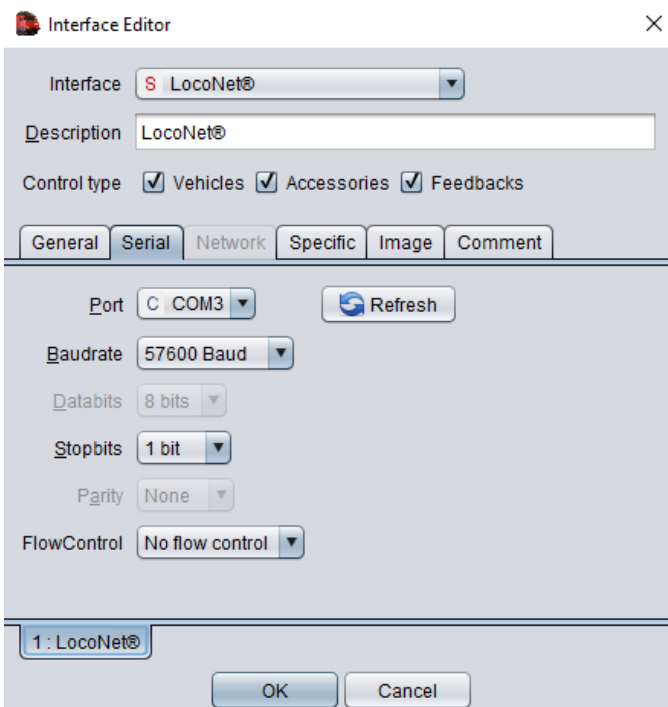 Interface Editor
Interface S LocoNet®
Description LocoNet®
Control type Vehicles Accessories Feedbacks
General Serial Network Specific Image Comment
Port C COM3 Refresh
Baudrate 57600 Baud
Databits 8 bits
Stopbits 1 bit
Parity None
FlowControl No flow control
1 : LocoNet®
OK Cancel